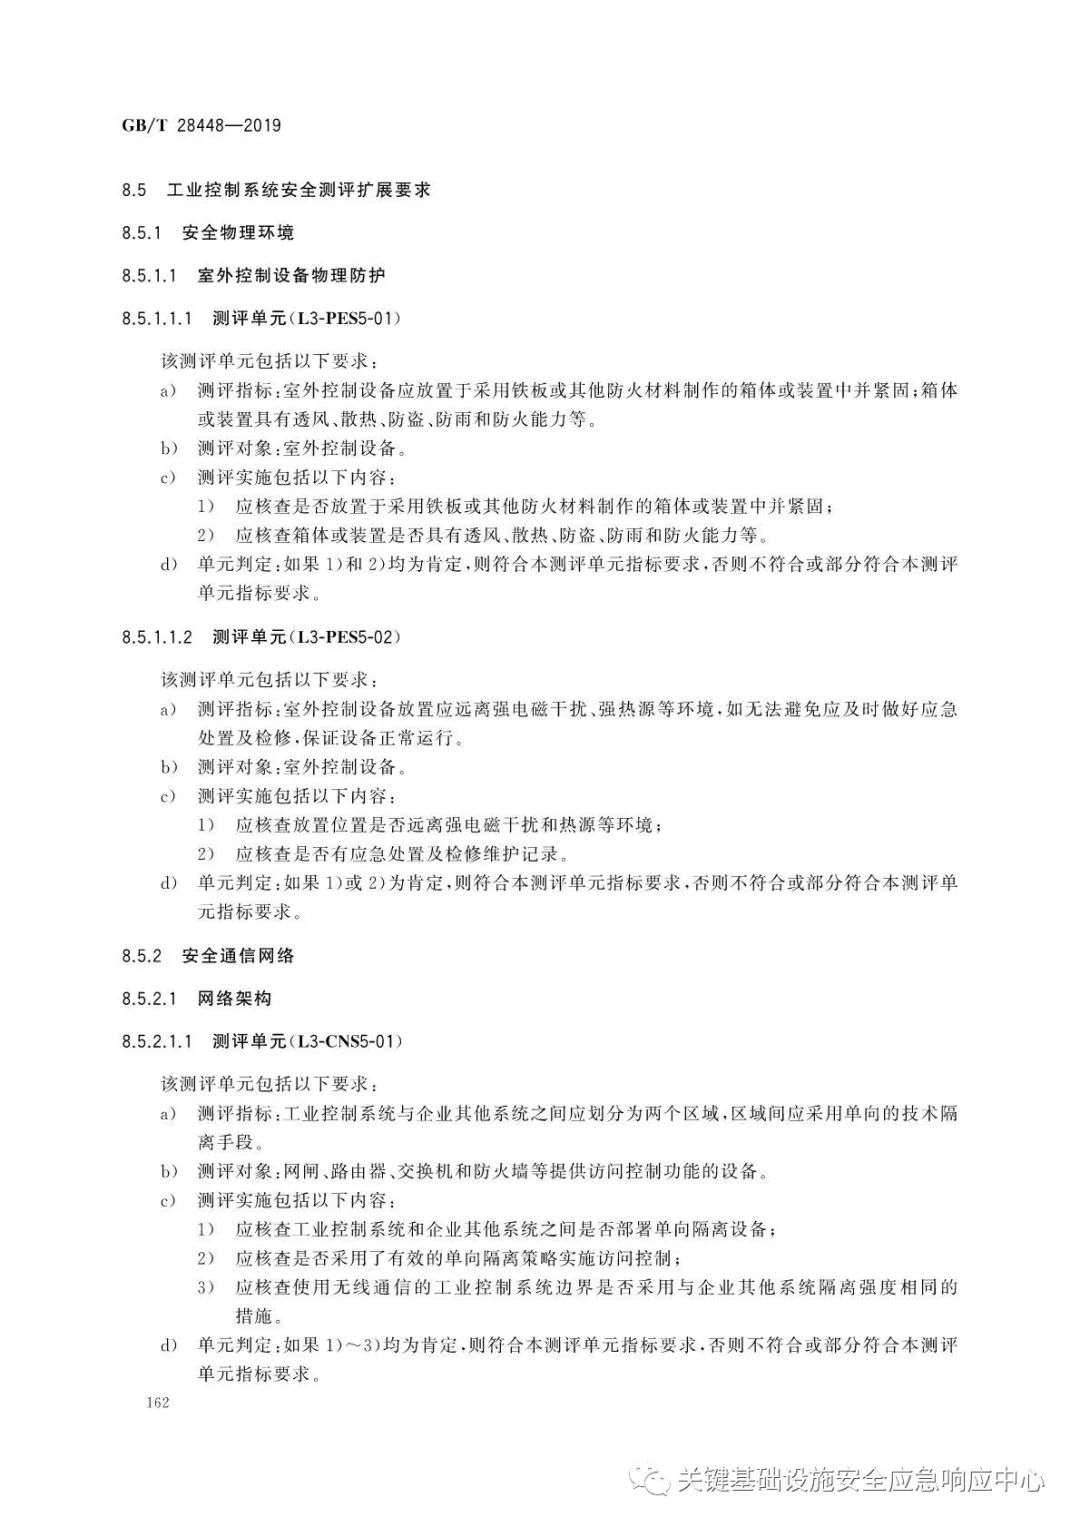 GB/T 28448—2019
8.5 工业控制系统安全测评扩展要求
8.5.1 安全物理环境
8.5.1.1 室外控制设备物理防护
8.5.1.1.1 测评单元(L3-PES5-01)
该测评单元包括以下要求:
a) 测评指标:室外控制设备应放置于采用铁板或其他防火材料制作的箱体或装置中并紧固;箱体
或装置具有透风、散热、防盗、防雨和防火能力等。
b) 测评对象:室外控制设备。
c) 测评实施包括以下内容:
1) 应核查是否放置于采用铁板或其他防火材料制作的箱体或装置中并紧固;
2) 应核查箱体或装置是否具有透风、散热、防盗、防雨和防火能力等。
d) 单元判定:如果 1)和 2)均为肯定,则符合本测评单元指标要求,否则不符合或部分符合本测评
单元指标要求。
8.5.1.1.2 测评单元(L3-PES5-02)
该测评单元包括以下要求:
a) 测评指标:室外控制设备放置应远离强电磁干扰、强热源等环境,如无法避免应及时做好应急
处置及检修,保证设备正常运行。
b) 测评对象:室外控制设备。
c) 测评实施包括以下内容:
1) 应核查放置位置是否远离强电磁干扰和热源等环境;
2) 应核查是否有应急处置及检修维护记录。
d) 单元判定:如果 1)或 2)为肯定,则符合本测评单元指标要求,否则不符合或部分符合本测评单
元指标要求。
8.5.2 安全通信网络
8.5.2.1 网络架构
8.5.2.1.1 测评单元(L3-CNS5-01)
该测评单元包括以下要求:
a) 测评指标:工业控制系统与企业其他系统之间应划分为两个区域,区域间应采用单向的技术隔
离手段。
b) 测评对象:网闸、路由器、交换机和防火墙等提供访问控制功能的设备。
c) 测评实施包括以下内容:
1) 应核查工业控制系统和企业其他系统之间是否部署单向隔离设备;
2) 应核查是否采用了有效的单向隔离策略实施访问控制;
3) 应核查使用无线通信的工业控制系统边界是否采用与企业其他系统隔离强度相同的
措施。
d) 单元判定:如果 1)～3)均为肯定,则符合本测评单元指标要求,否则不符合或部分符合本测评
单元指标要求。
162
关键基础设施安全应急响应中心